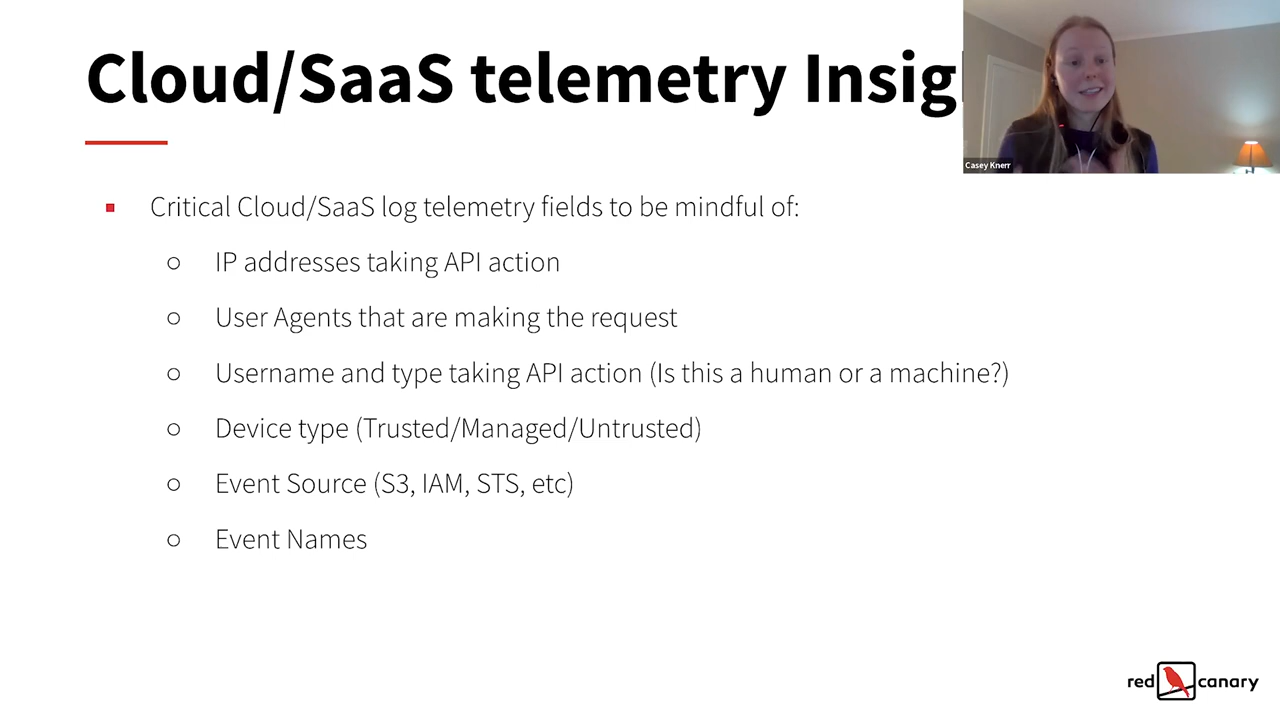 Cloud/SaaS telemetry
Casey Knerr
Critical Cloud/SaaS log telemetry fields to be mindful of:
IP addresses taking API action
User Agents that are making the request
Username and type taking API action (Is this a human or a machine?)
Device type (Trusted/Managed/Untrusted)
Event Source (S3, IAM, STS, etc)
Event Names
red canary